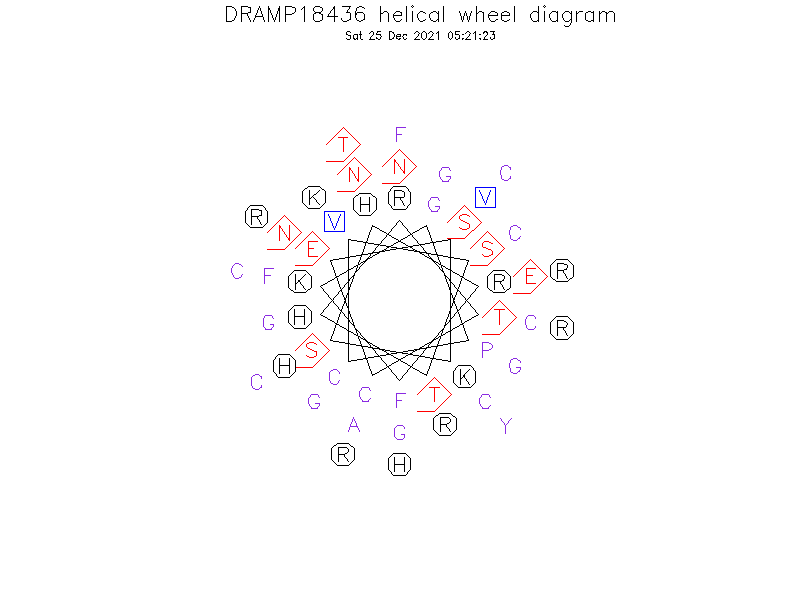 DRAMP18436 helical wheel diagram
Sat 25 Dec 2021 05:21:23
F
T
N N G C
K H R G V
R V S
N E S C
C F K R E R
G H T C R
S P
C H C K G
G C F T C
A G R Y
R H